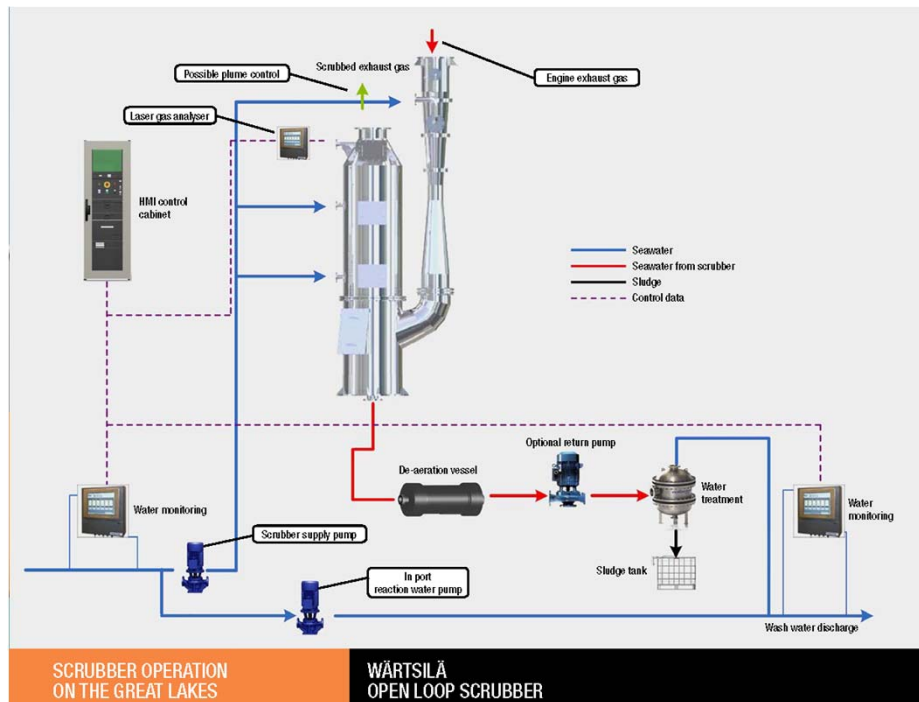 Possible plume control
Scrubbed exhaust gas
Engine exhaust gas
Laser gas analyser
HMI control
cabinet
Seawater
Seawater from scrubber
Sludge
Control data
Optional return pump
De-aeration vessel
Water
treatment
Water monitoring
Water
monitoring
Scrubber supply pump
Sludge tank
In port
reaction water pump
Wash water discharge
SCRUBBER OPERATION
ON THE GREAT LAKES
WÄRTSILÄ
OPEN LOOP SCRUBBER